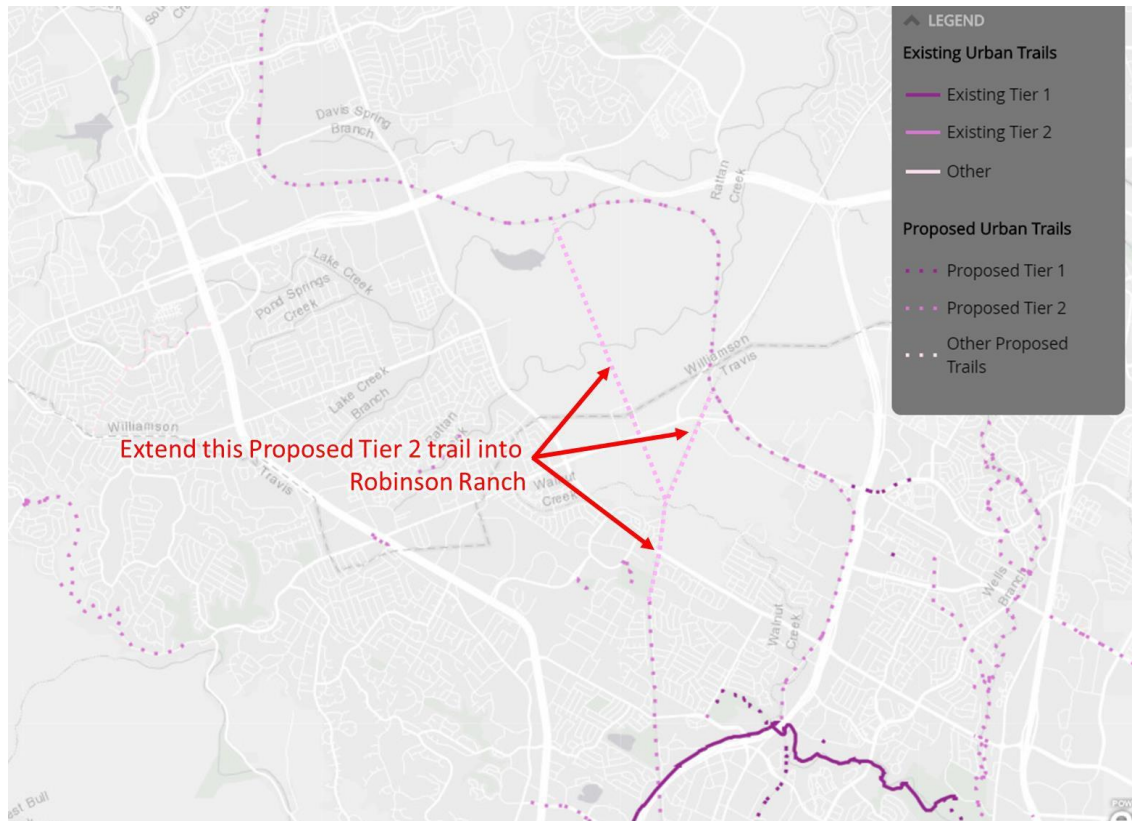 LEGEND
Existing Urban Trails
Existing Tier 1
Existing Tier 2
Other
Proposed Urban Trails
Proposed Tier 1
Proposed Tier 2
Other Proposed
Trails
Davis Spring
Branch
Rattan
Creek
Lake Creek
Pond Springs
Creek
Williamson
Travis
Lake Creek
Branch
Williamson
Travis
Extend this Proposed Tier 2 trail into
Robinson Ranch
Walnut
Creek
Wells
Branch
Walnut
Creek